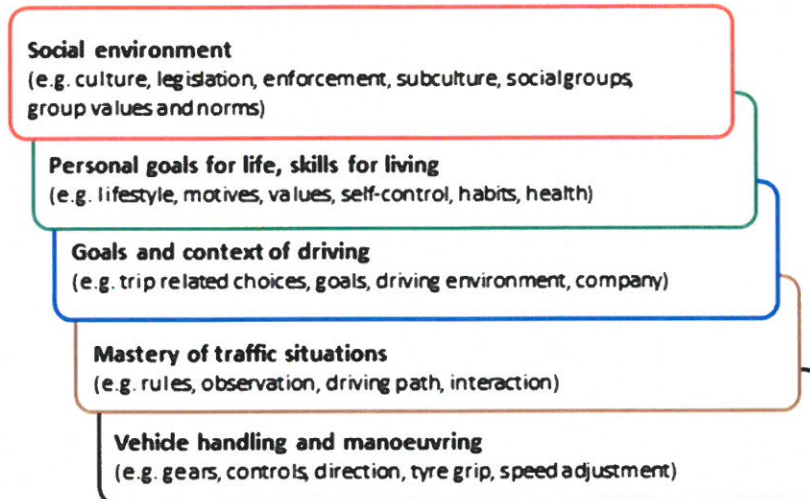 Social environment
(e.g. culture, legislation, enforcement, subculture, socialgroups,
group values and norms)
Personal goals for life, skills for living
(e.g. lifestyle, motives, values, self-control, habits, health)
Goals and context of driving
(e.g. trip related choices, goals, driving environment, company)
Mastery of traffic situations
(e.g. rules, observation, driving path, interaction)
Vehicle handling and manoeuvring
(e.g. gears, controls, direction, tyre grip, speed adjustment)